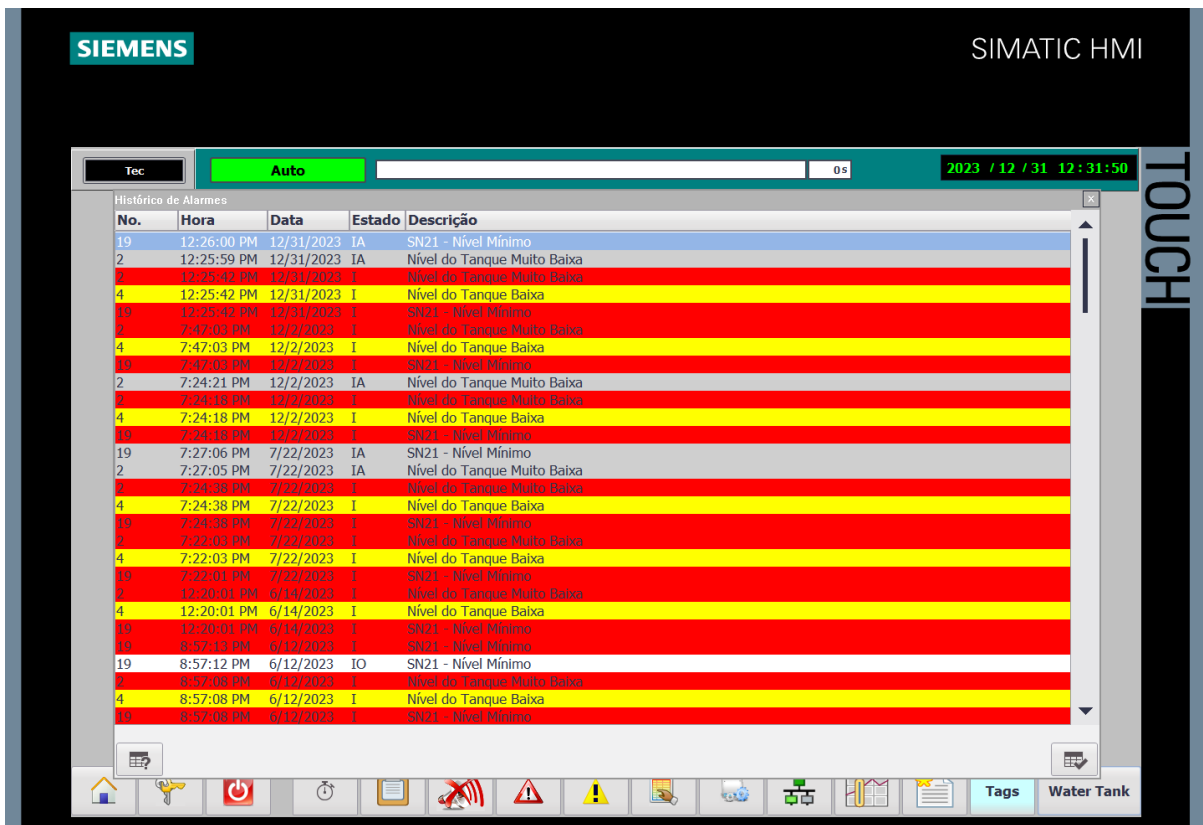 SIEMENS
SIMATIC HMI
TOUCH
Tec Auto 0s 2023 / 12 / 31 12:31:50
Histórico de Alarmes x
No. Hora Data Estado Descrição
19 12:26:00 PM 12/31/2023 IA SN21 - Nível Mínimo
2 12:25:59 PM 12/31/2023 IA Nível do Tanque Muito Baixa
2 12:25:42 PM 12/31/2023 I Nível do Tanque Muito Baixa
4 12:25:42 PM 12/31/2023 I Nível do Tanque Baixa
19 12:25:42 PM 12/31/2023 I SN21 - Nível Mínimo
2 7:47:03 PM 12/2/2023 I Nível do Tanque Muito Baixa
4 7:47:03 PM 12/2/2023 I Nível do Tanque Baixa
19 7:47:03 PM 12/2/2023 I SN21 - Nível Mínimo
2 7:24:21 PM 12/2/2023 IA Nível do Tanque Muito Baixa
2 7:24:18 PM 12/2/2023 I Nível do Tanque Muito Baixa
4 7:24:18 PM 12/2/2023 I Nível do Tanque Baixa
19 7:24:18 PM 12/2/2023 I SN21 - Nível Mínimo
19 7:27:06 PM 7/22/2023 IA SN21 - Nível Mínimo
2 7:27:05 PM 7/22/2023 IA Nível do Tanque Muito Baixa
2 7:24:38 PM 7/22/2023 I Nível do Tanque Muito Baixa
4 7:24:38 PM 7/22/2023 I Nível do Tanque Baixa
19 7:24:38 PM 7/22/2023 I SN21 - Nível Mínimo
2 7:22:03 PM 7/22/2023 I Nível do Tanque Muito Baixa
4 7:22:03 PM 7/22/2023 I Nível do Tanque Baixa
19 7:22:01 PM 7/22/2023 I SN21 - Nível Mínimo
2 12:20:01 PM 6/14/2023 I Nível do Tanque Muito Baixa
4 12:20:01 PM 6/14/2023 I Nível do Tanque Baixa
19 12:20:01 PM 6/14/2023 I SN21 - Nível Mínimo
19 8:57:13 PM 6/12/2023 I SN21 - Nível Mínimo
19 8:57:12 PM 6/12/2023 IO SN21 - Nível Mínimo
2 8:57:08 PM 6/12/2023 I Nível do Tanque Muito Baixa
4 8:57:08 PM 6/12/2023 I Nível do Tanque Baixa
19 8:57:08 PM 6/12/2023 I SN21 - Nível Mínimo
Tags Water Tank